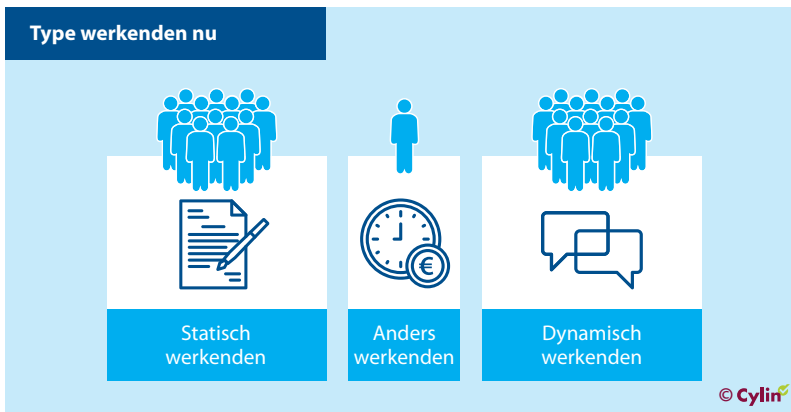 Type werkenden nu
€
Statisch
werkenden
Anders
werkenden
Dynamisch
werkenden
© Cylin